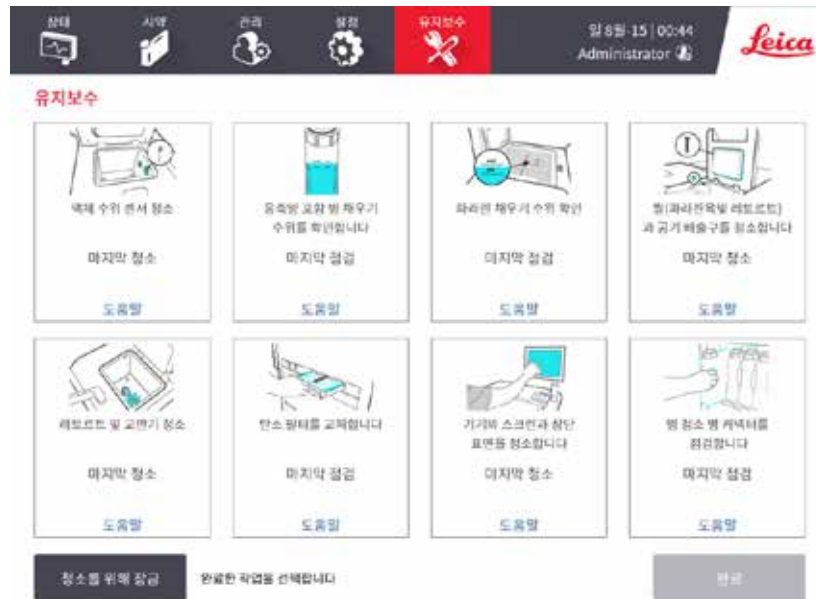 상태
시약
관리
설정
유지보수
일 8월-15 | 00:44
Administrator
Leica
유지보수
액체 수위 센서 청소
마지막 청소
도움말
응축방 포함 병 채우기
수위를 확인합니다
마지막 점검
도움말
파라핀 채우기 수위 확인
마지막 점검
도움말
씰(파라핀욕및 레토르트)
과 공기 배출구를 청소합니다
마지막 청소
도움말
레토르트 및 교반기 청소
마지막 청소
도움말
탄소 필터를 교체합니다
마지막 점검
도움말
기기의 스크린과 상단
표면을 청소합니다
마지막 청소
도움말
병 청소 병 커넥터를
점검합니다
마지막 점검
도움말
청소를 위해 잠금
완료한 작업을 선택합니다
완료